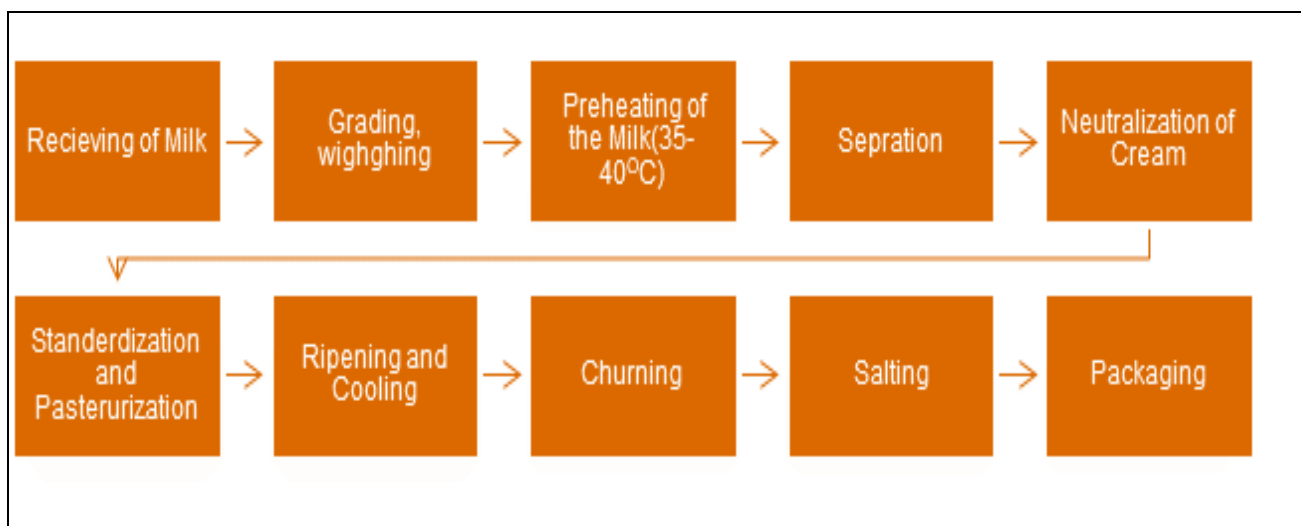 Recieving of Milk
Grading,
wighghing
Preheating of
the Milk(35-
40⁰C)
Sepration
Neutralization of
Cream
Standerdization
and
Pasterurization
Ripening and
Cooling
Churning
Salting
Packaging